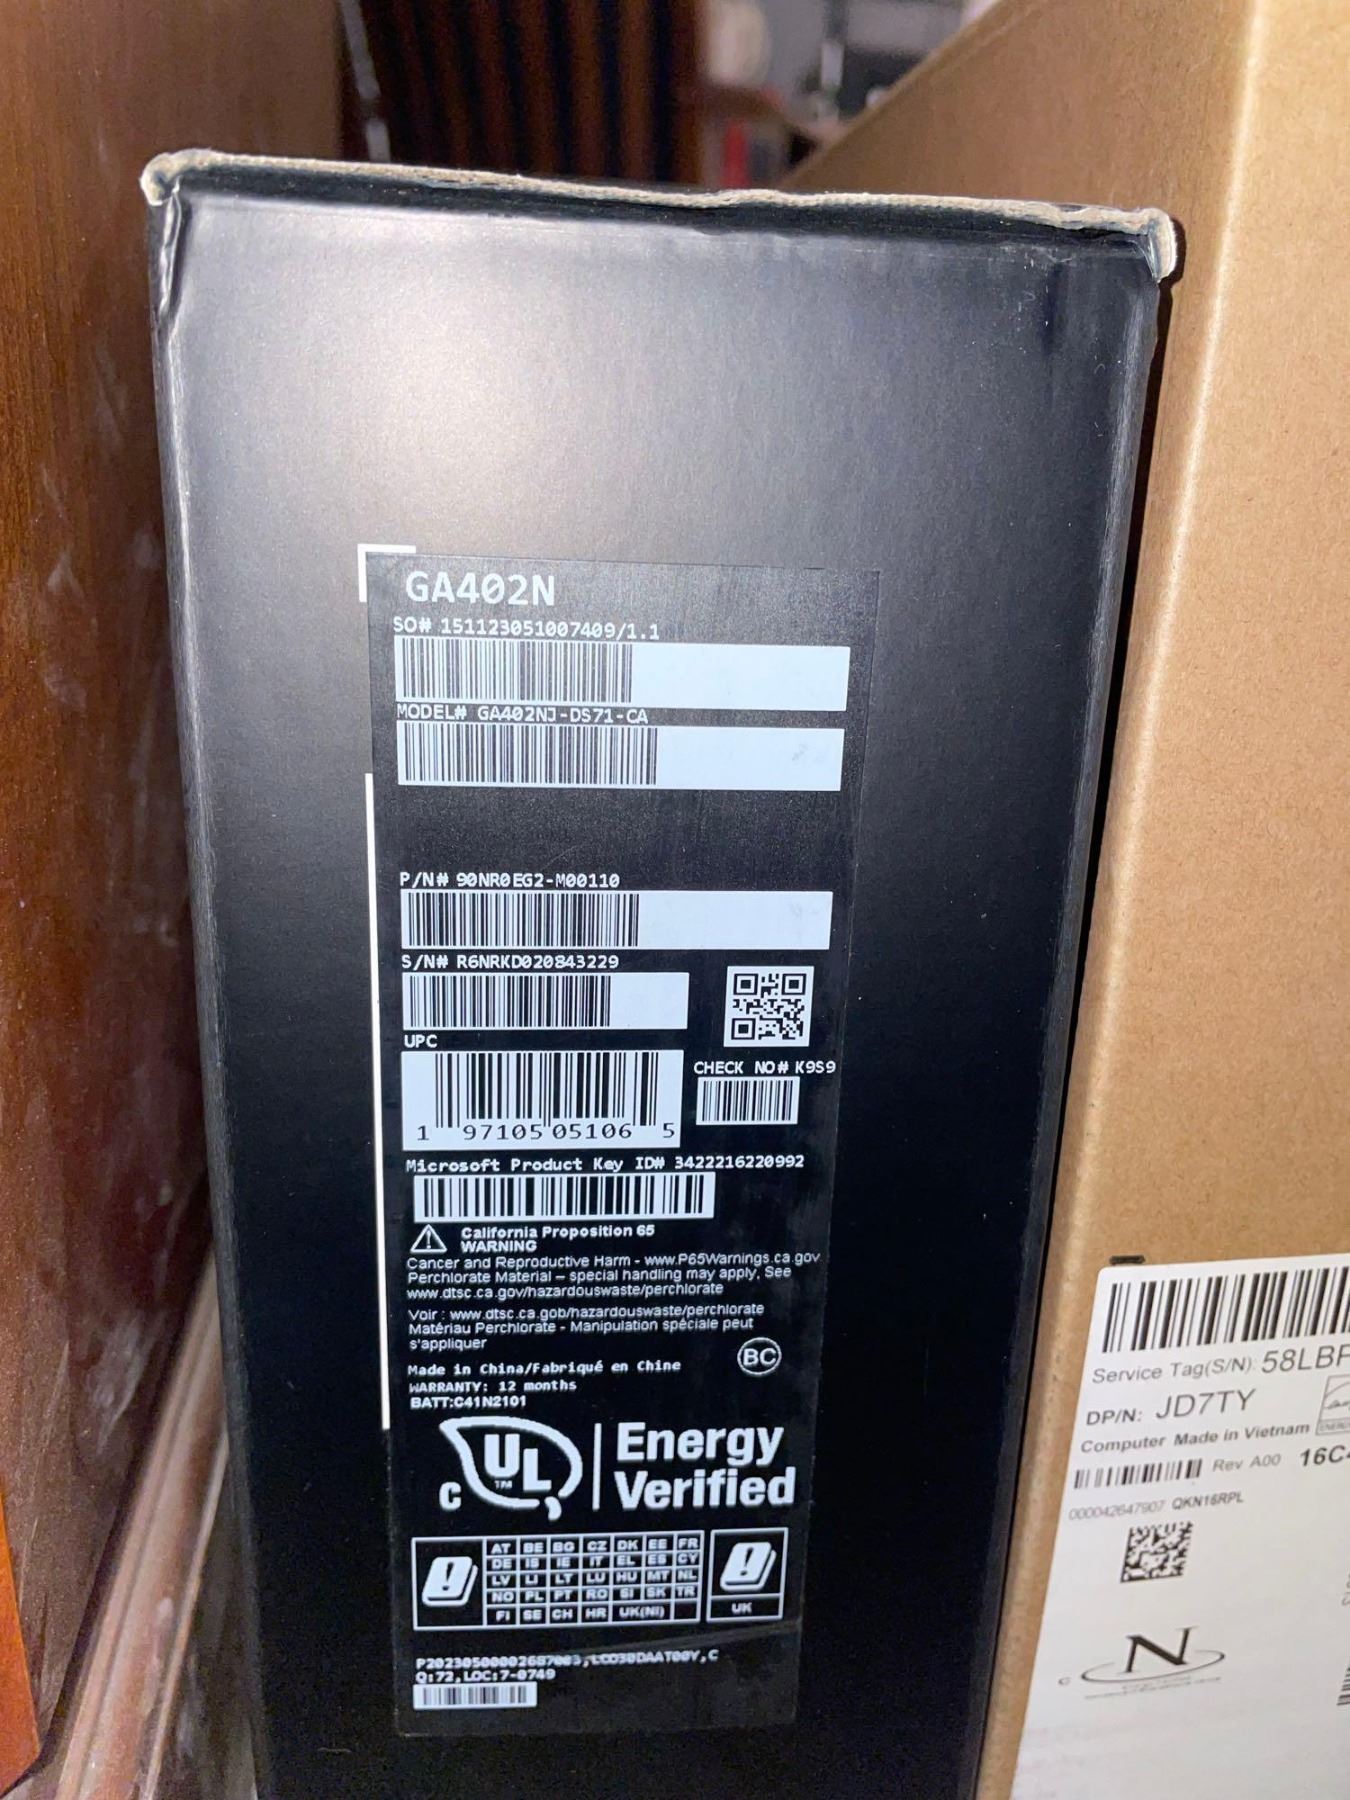 GA402N
SO# 151123051007409/1.1
MODEL# GA402NJ-DS71-CA
P/N# 90NR0EG2-M00110
S/N# R6NRKD020843229
UPC
CHECK NO# K9S9
1 97105 05106 5
Microsoft Product Key ID# 3422216220992
California Proposition 65
WARNING
Cancer and Reproductive Harm - www.P65Warnings.ca.gov
Perchlorate Material – special handling may apply, See
www.dtsc.ca.gov/hazardouswaste/perchlorate
Voir : www.dtsc.ca.gob/hazardouswaste/perchlorate
Matériau Perchlorate - Manipulation spéciale peut
s'appliquer
BC
Made in China/Fabriqué en Chine
WARRANTY: 12 months
BATT:C41N2101
C UL ™
Energy
Verified
AT BE BG CZ DK EE FR
DE IS IE IT EL ES CY
LV LI LT LU HU MT NL
NO PL PT RO SI SK TR
FI SE CH HR UK(NI)
UK
Q:72,LOC:7-0749
Service Tag(S/N): 58LBF
DP/N: JD7TY
Computer Made in Vietnam
Rev A00 16C
000042647907 QKN16RPL
N